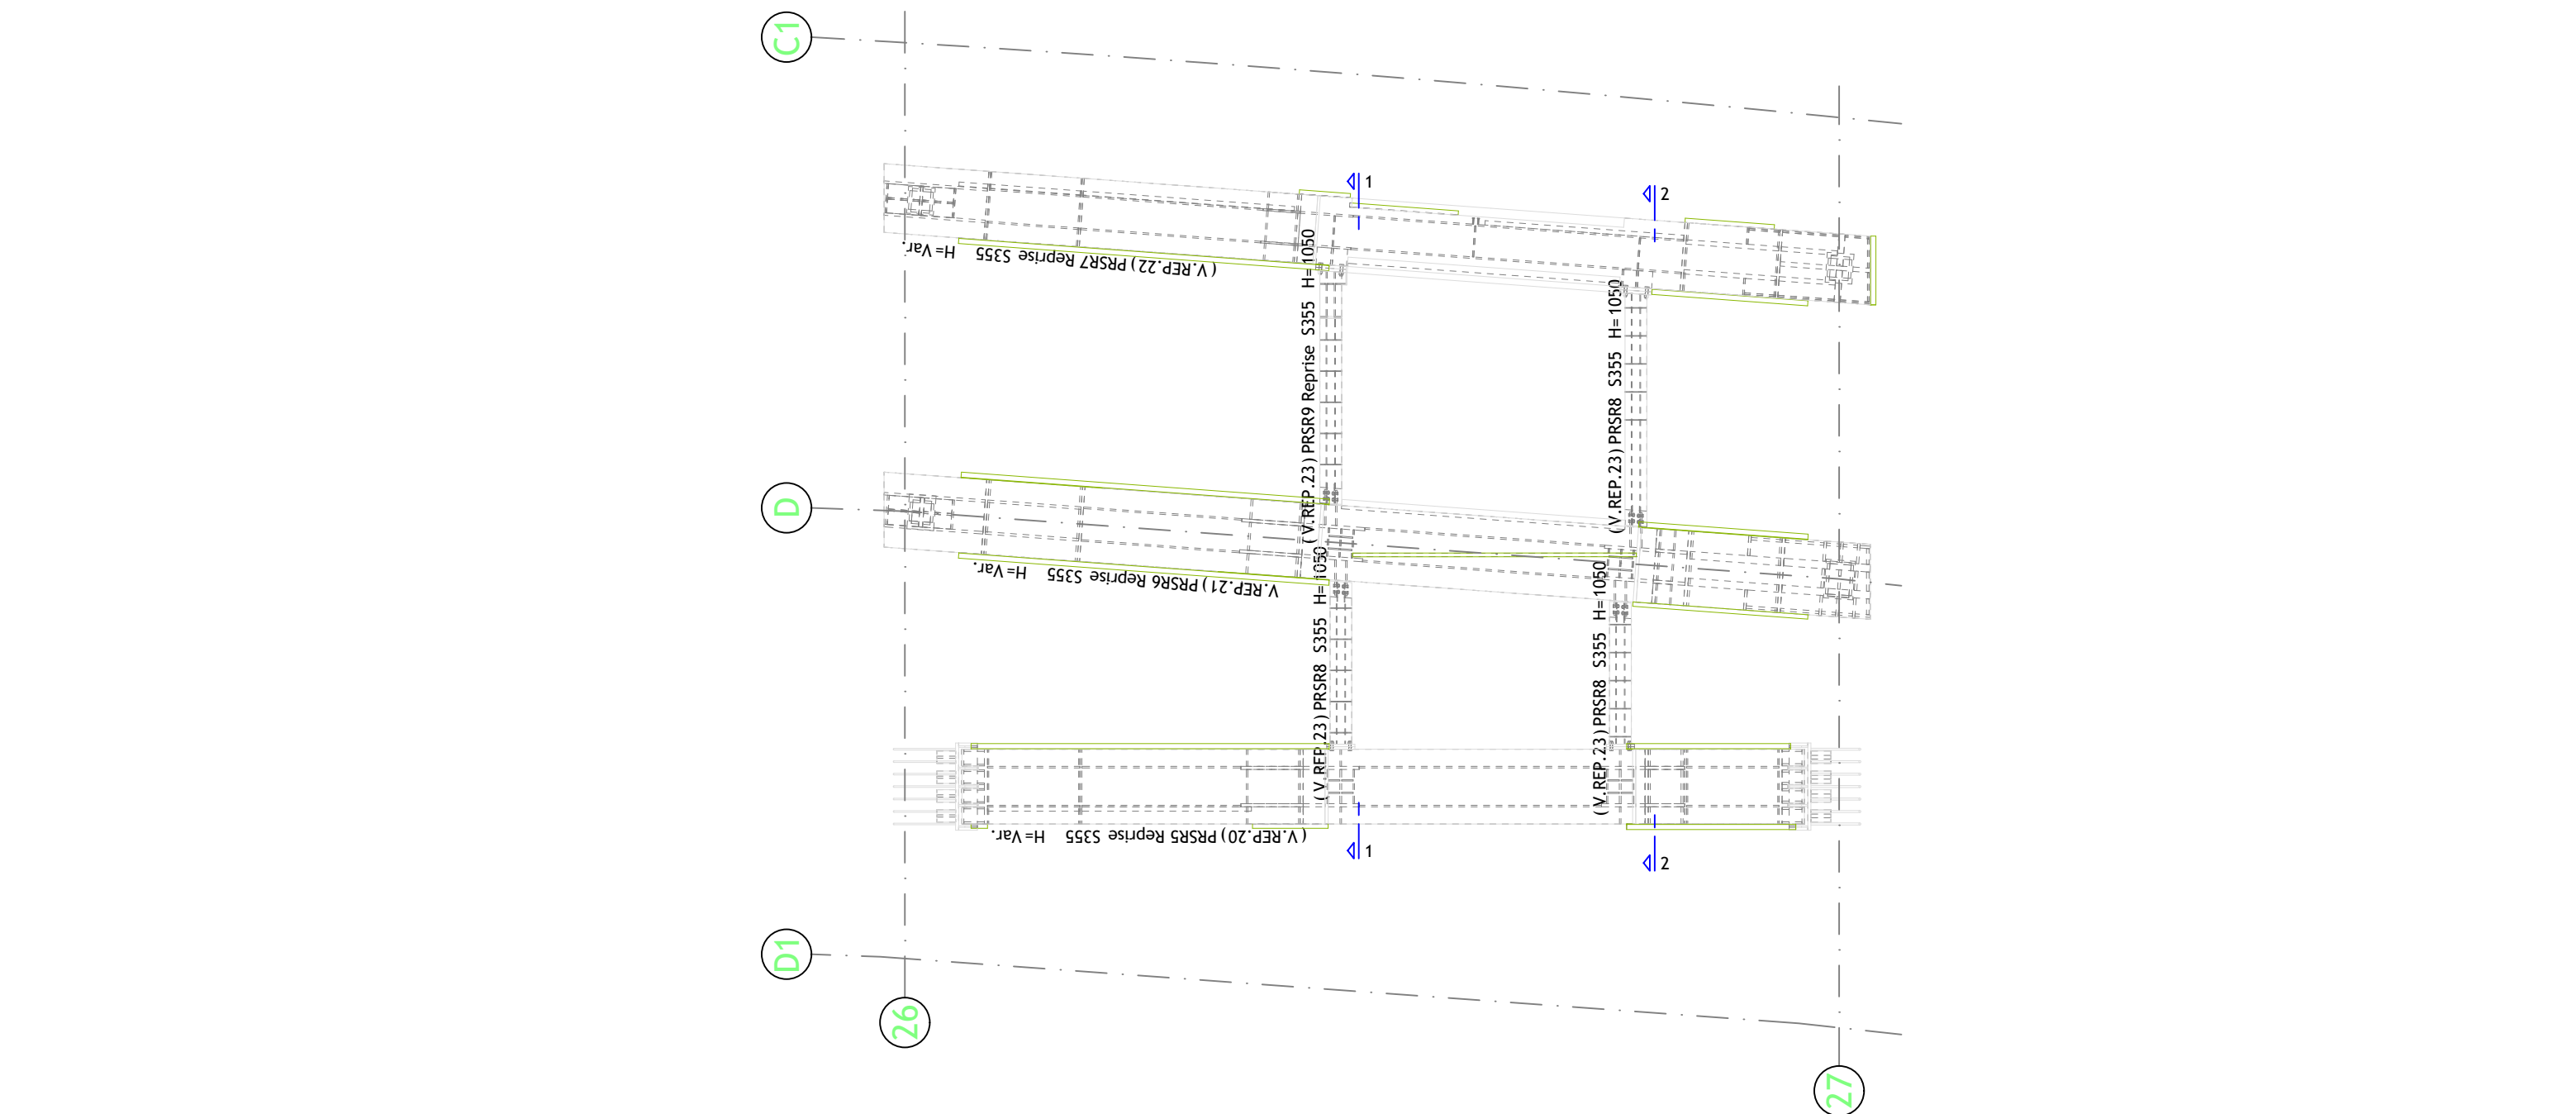 C1
1
2
(V.REP.22) PRSR7 Reprise S355 H=Var.
(V.REP.23) PRSR9 Reprise S355 H=1050
(V.REP.23) PRSR8 S355 H=1050
D
V.REP.21) PRSR6 Reprise S355 H=Var.
(V.REP.23) PRSR8 S355 H=1050
(V.REP.23) PRSR8 S355 H=1050
(V.REP.20) PRSR5 Reprise S355 H=Var.
1
2
D1
26
27